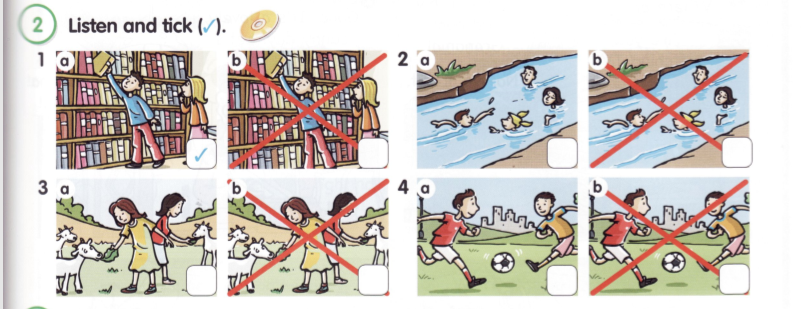 2 Listen and tick (✓).
1 a b 2 a b
✓
3 a b 4 a b